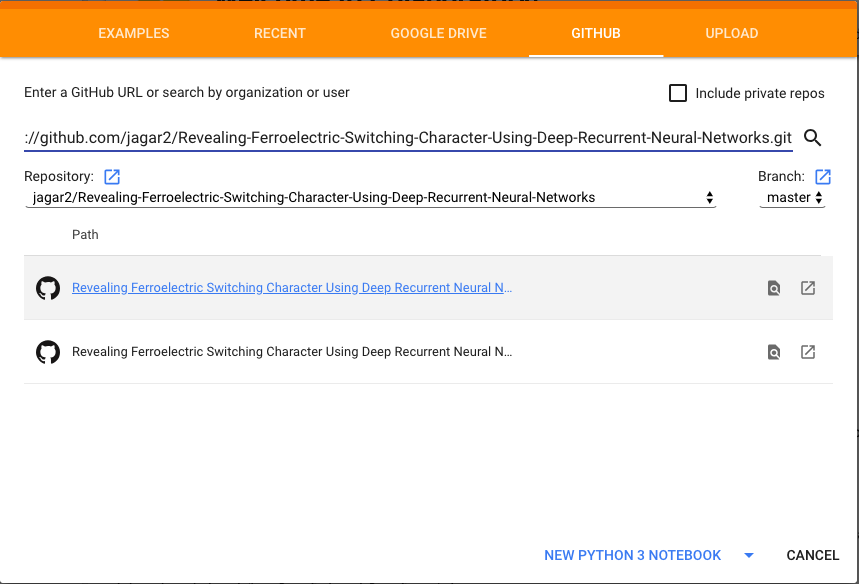 EXAMPLES RECENT GOOGLE DRIVE GITHUB UPLOAD
Enter a GitHub URL or search by organization or user Include private repos
://github.com/jagar2/Revealing-Ferroelectric-Switching-Character-Using-Deep-Recurrent-Neural-Networks.git
Repository: Branch:
jagar2/Revealing-Ferroelectric-Switching-Character-Using-Deep-Recurrent-Neural-Networks master
Path
Revealing Ferroelectric Switching Character Using Deep Recurrent Neural N...
Revealing Ferroelectric Switching Character Using Deep Recurrent Neural N...
NEW PYTHON 3 NOTEBOOK CANCEL